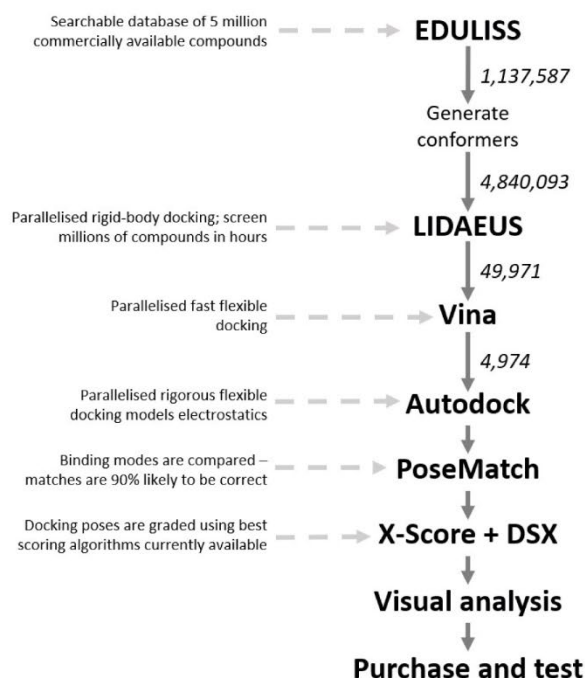 Searchable database of 5 million
commercially available compounds
EDULISS
1,137,587
Generate
conformers
4,840,093
Parallelised rigid-body docking; screen
millions of compounds in hours
LIDAEUS
49,971
Parallelised fast flexible
docking
Vina
4,974
Parallelised rigorous flexible
docking models electrostatics
Autodock
Binding modes are compared –
matches are 90% likely to be correct
PoseMatch
Docking poses are graded using best
scoring algorithms currently available
X-Score + DSX
Visual analysis
Purchase and test